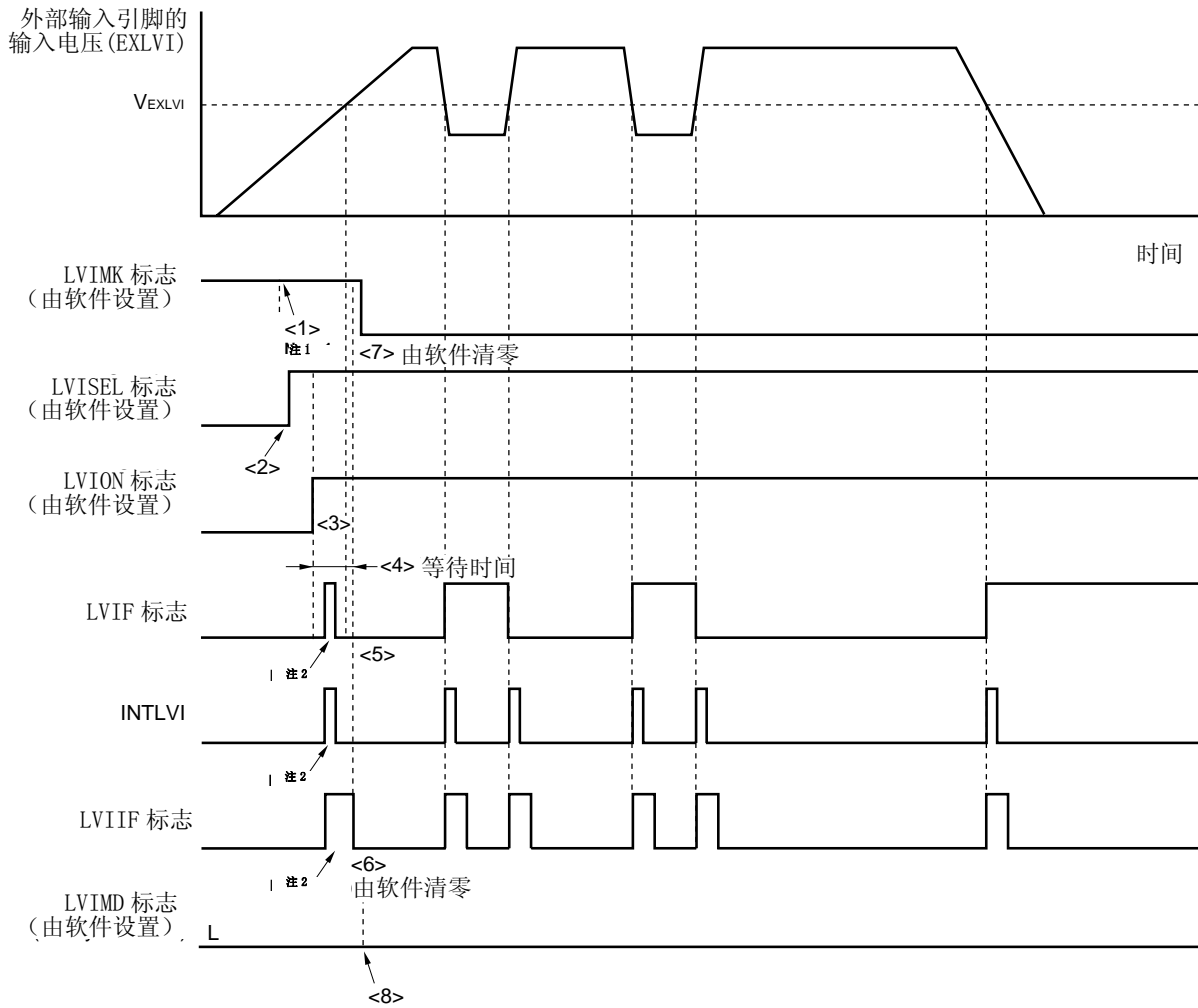 外部输入引脚的
输入电压(EXLVI)
VEXLVI
时间
LVIMK 标志
（由软件设置）
<1>
注1
<7> 由软件清零
LVISEL 标志
（由软件设置）
<2>
LVION 标志
（由软件设置）
<3>
<4> 等待时间
LVIF 标志
<5>
注2
INTLVI
注2
LVIIF 标志
注2
<6>
由软件清零
LVIMD 标志
（由软件设置）
L
<8>